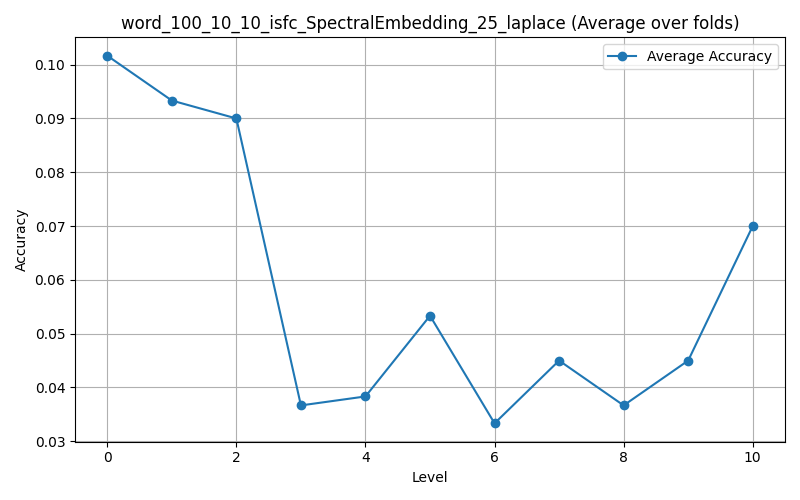 word_100_10_10_isfc_SpectralEmbedding_25_laplace (Average over folds)
Average Accuracy
0.10
0.09
0.08
0.07
0.06
0.05
0.04
0.03
Accuracy
0 2 4 6 8 10
Level